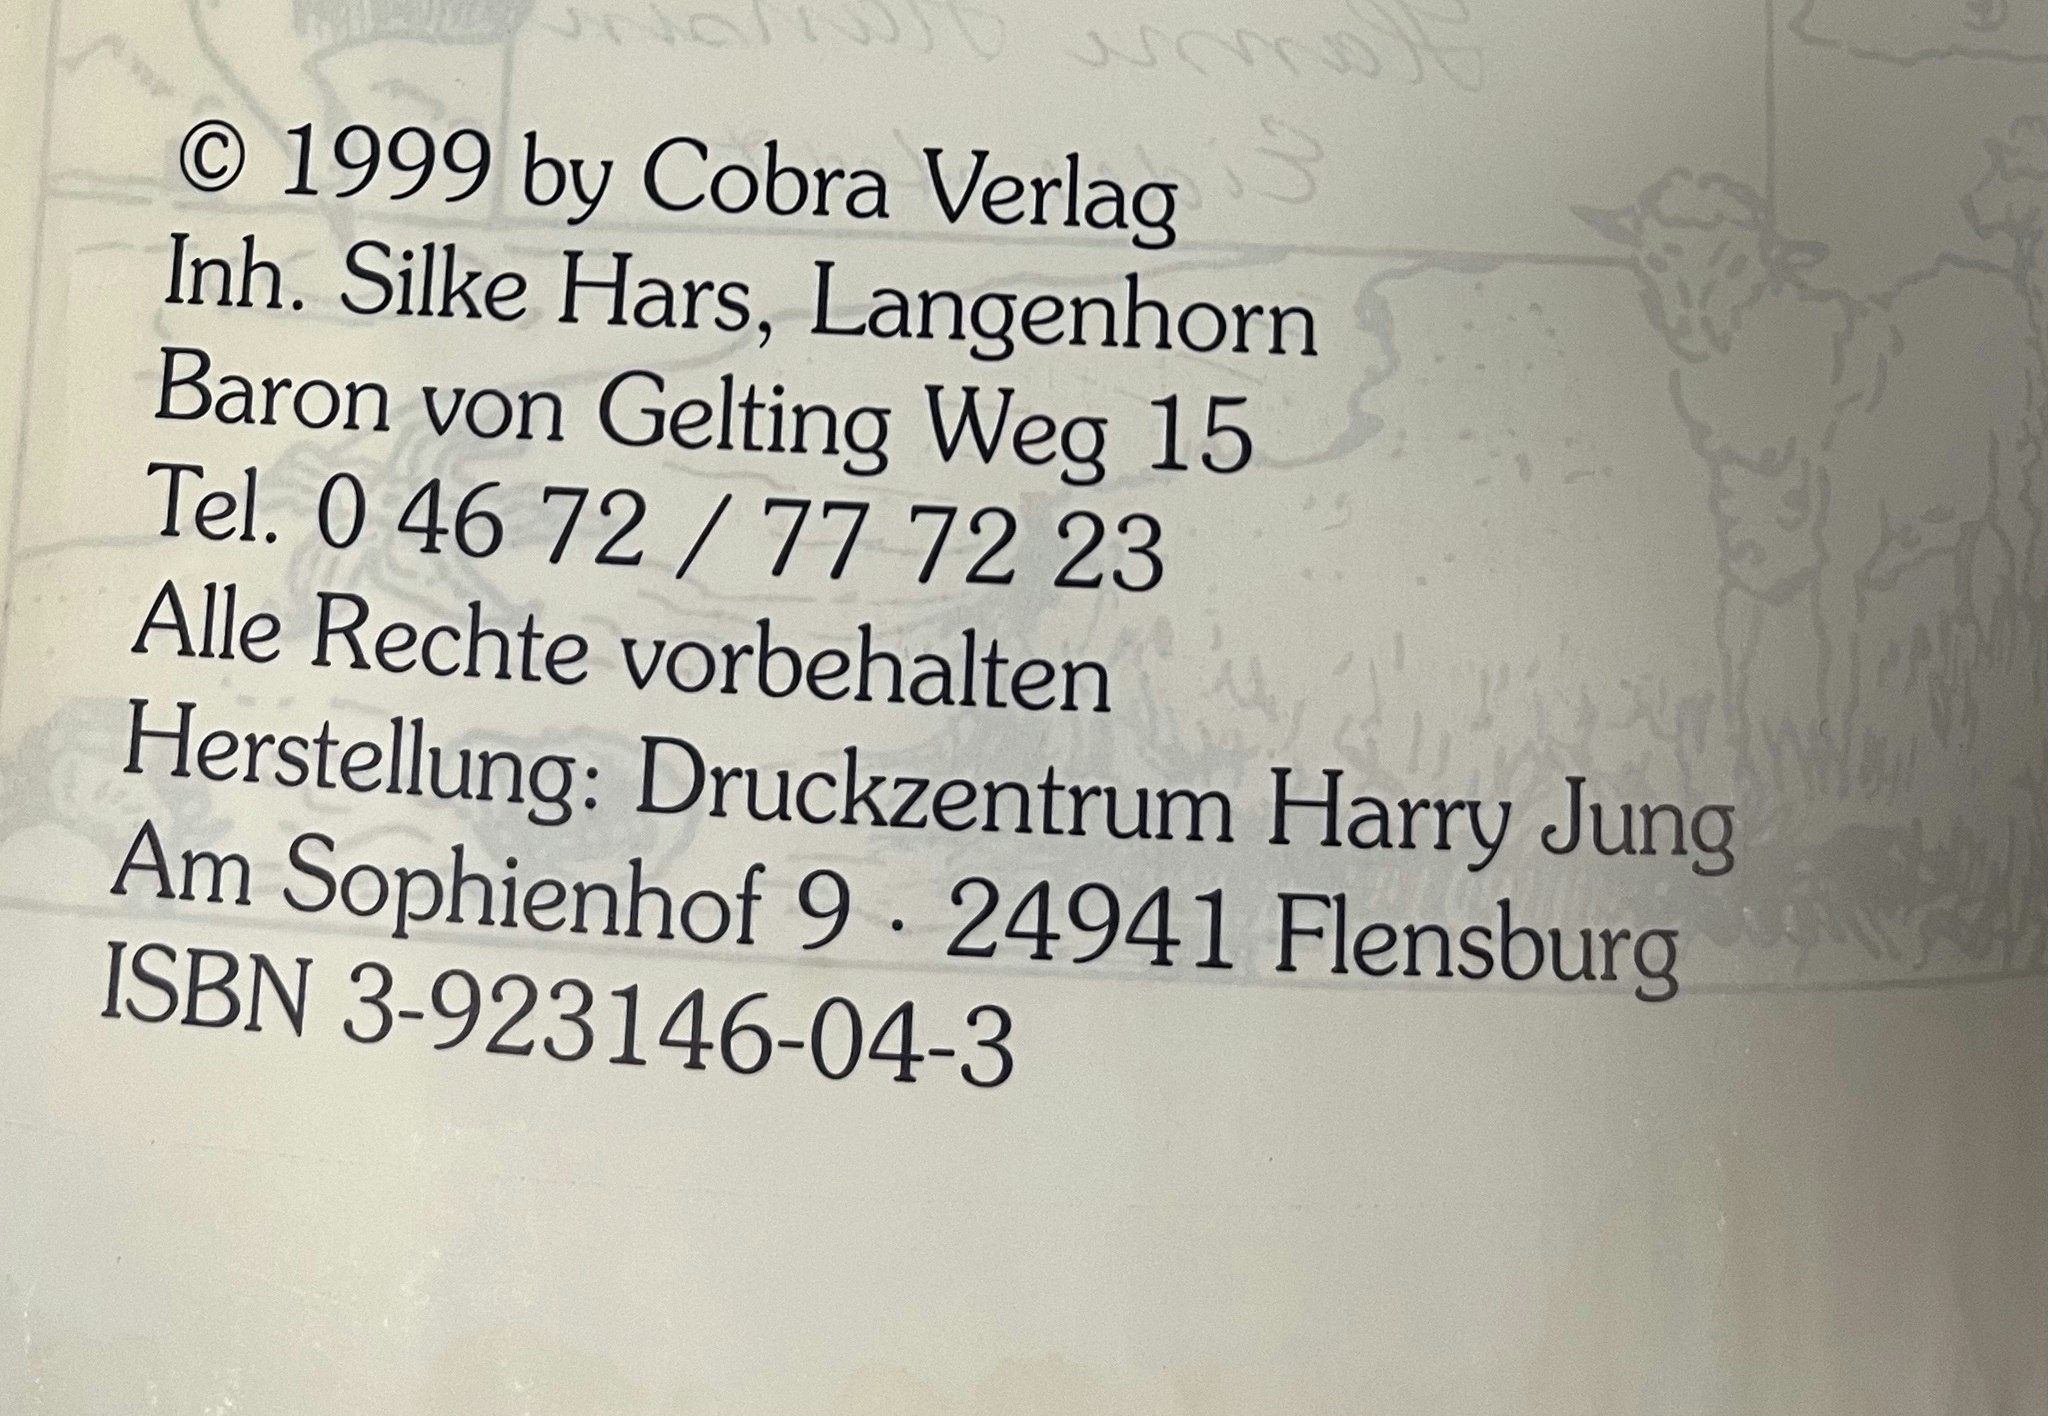 © 1999 by Cobra Verlag
Inh. Silke Hars, Langenhorn
Baron von Gelting Weg 15
Tel. 0 46 72 / 77 72 23
Alle Rechte vorbehalten
Herstellung: Druckzentrum Harry Jung
Am Sophienhof 9 · 24941 Flensburg
ISBN 3-923146-04-3